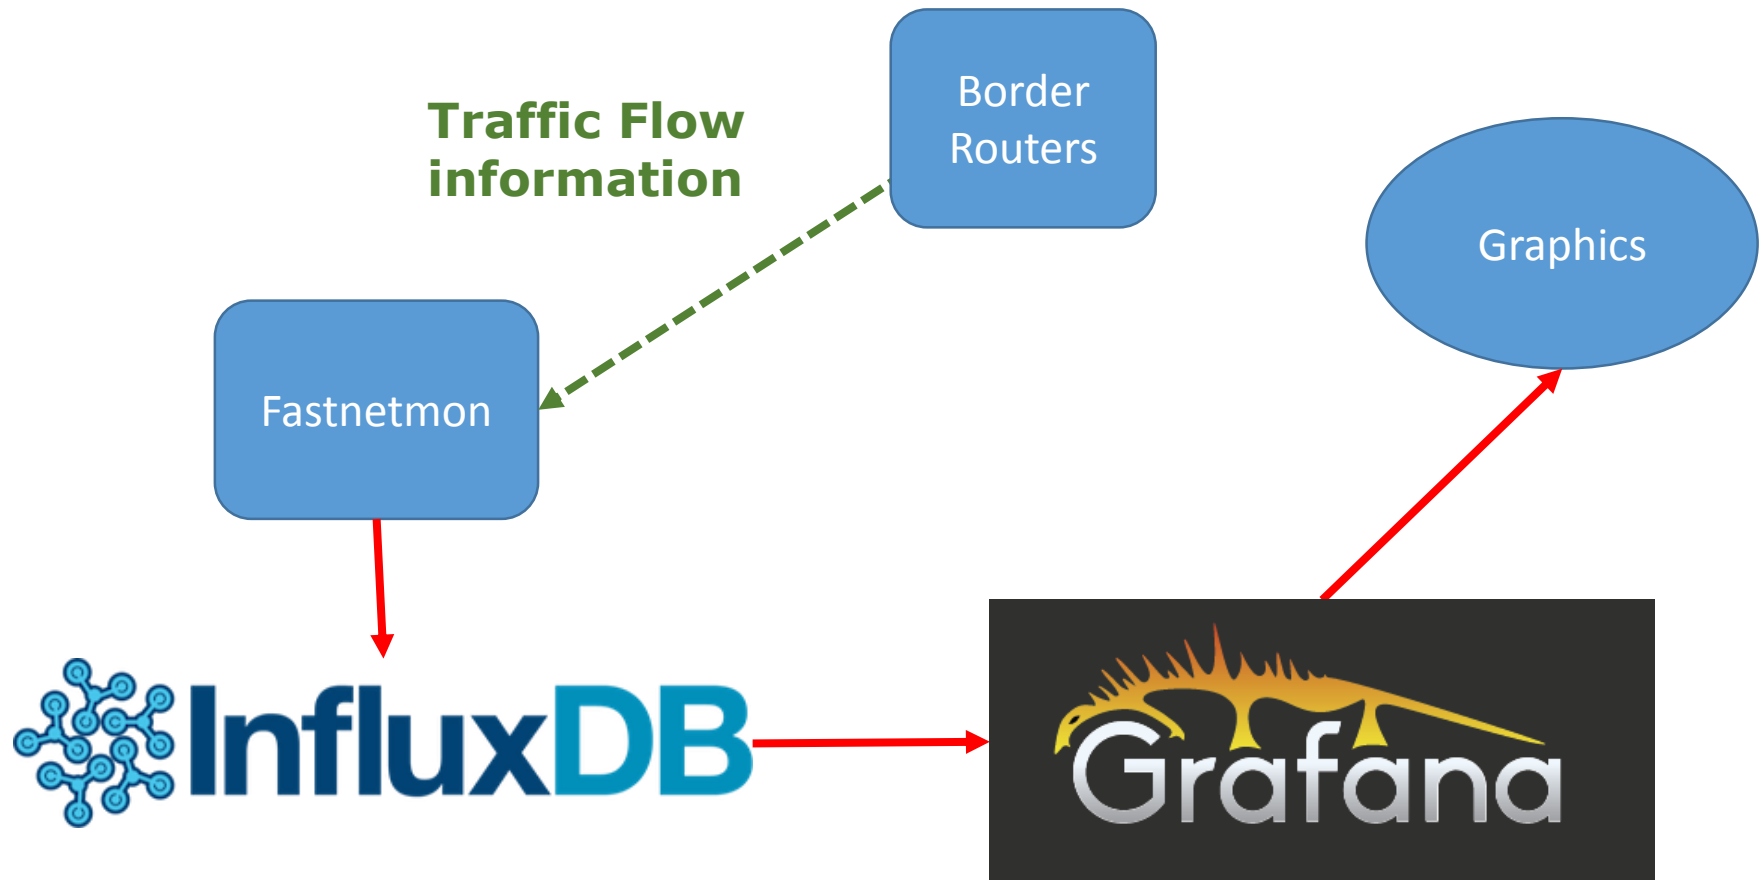 Border
Routers
Traffic Flow
information
Graphics
Fastnetmon
InfluxDB
Grafana